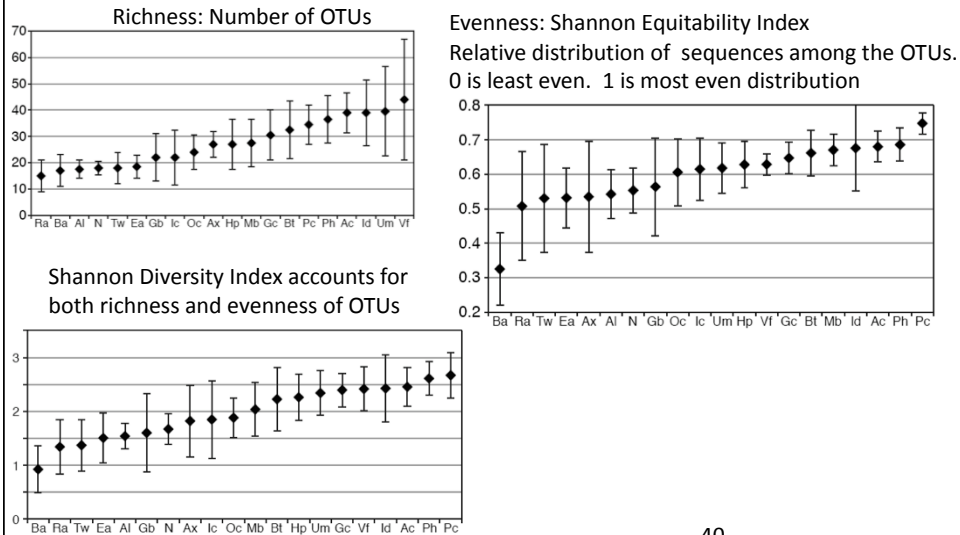 Richness: Number of OTUs
70
60
50
40
30
20
10
0
Ra Ba Al N Tw Ea Gb Ic Oc Ax Hp Mb Gc Bt Pc Ph Ac Id Um Vf
Evenness: Shannon Equitability Index
Relative distribution of sequences among the OTUs.
0 is least even. 1 is most even distribution
0.8
0.7
0.6
0.5
0.4
0.3
0.2
Ba Ra Tw Ea Ax Al N Gb Oc Ic Um Hp Vf Gc Bt Mb Id Ac Ph Pc
Shannon Diversity Index accounts for
both richness and evenness of OTUs
3
2
1
0
Ba Ra Tw Ea Al Gb N Ax Ic Oc Mb Bt Hp Um Gc Vf Id Ac Ph Pc
40